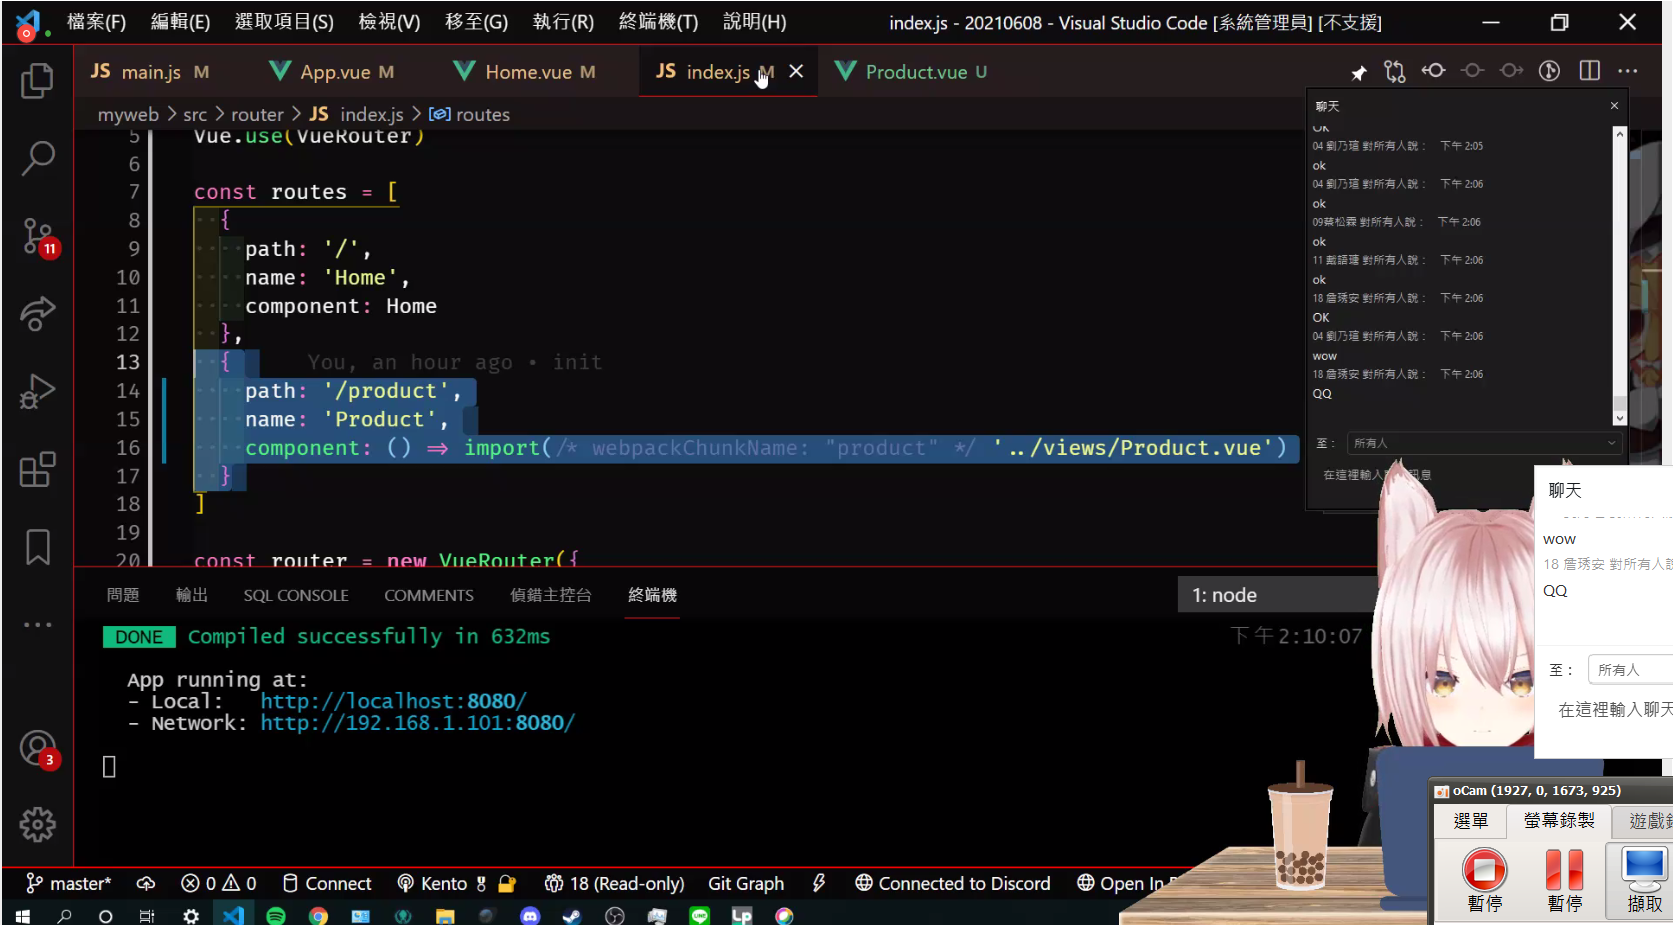 檔案(F) 編輯(E) 選取項目(S) 檢視(V) 移至(G) 執行(R) 終端機(T) 說明(H) index.js - 20210608 - Visual Studio Code [系統管理員] [不支援]
JS main.js M App.vue M Home.vue M JS index.js M Product.vue U
myweb > src > router > JS index.js > routes
5 Vue.use(VueRouter)
6
7 const routes = [
8 {
9 path: '/',
10 name: 'Home',
11 component: Home
12 },
13 { You, an hour ago • init
14 path: '/product',
15 name: 'Product',
16 component: () => import(/* webpackChunkName: "product" */ '../views/Product.vue')
17 }
18 ]
19
20 const router = new VueRouter({
11
3
聊天
OK
04 劉乃瑄 對所有人說： 下午 2:05
ok
04 劉乃瑄 對所有人說： 下午 2:06
ok
09蔡松霖 對所有人說： 下午 2:06
ok
11 戴語瑭 對所有人說： 下午 2:06
ok
18 詹琇安 對所有人說： 下午 2:06
OK
04 劉乃瑄 對所有人說： 下午 2:06
wow
18 詹琇安 對所有人說： 下午 2:06
QQ
至： 所有人
在這裡輸入 訊息
聊天
wow
18 詹琇安 對所有人說
QQ
至： 所有人
在這裡輸入聊天
問題 輸出 SQL CONSOLE COMMENTS 偵錯主控台 終端機 1: node
DONE Compiled successfully in 632ms 下午2:10:07
App running at:
- Local: http://localhost:8080/
- Network: http://192.168.1.101:8080/
oCam (1927, 0, 1673, 925)
選單 螢幕錄製 遊戲錄
暫停 暫停 擷取
master* 0 0 Connect Kento 18 (Read-only) Git Graph Connected to Discord Open In
LINE Lp